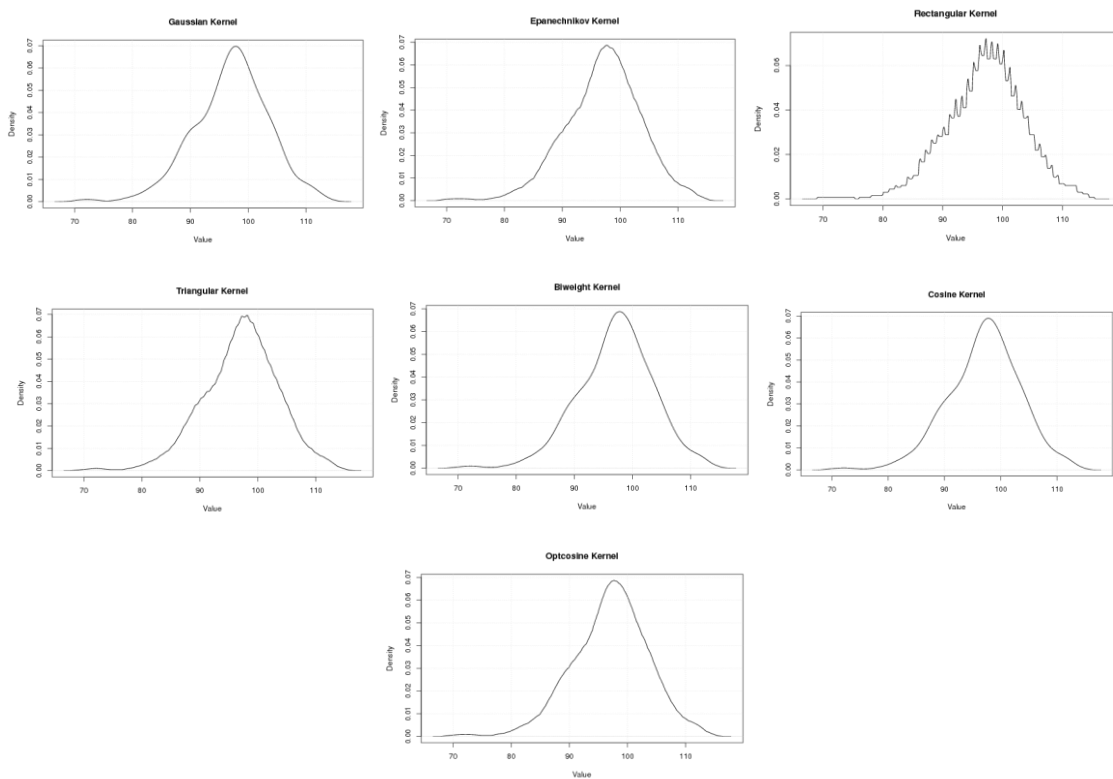 Gaussian Kernel
Density
0.00 0.01 0.02 0.03 0.04 0.05 0.06 0.07
70 80 90 100 110
Value
Epanechnikov Kernel
Density
0.00 0.01 0.02 0.03 0.04 0.05 0.06 0.07
70 80 90 100 110
Value
Rectangular Kernel
Density
0.00 0.02 0.04 0.06
70 80 90 100 110
Value
Triangular Kernel
Density
0.00 0.01 0.02 0.03 0.04 0.05 0.06 0.07
70 80 90 100 110
Value
Biweight Kernel
Density
0.00 0.01 0.02 0.03 0.04 0.05 0.06 0.07
70 80 90 100 110
Value
Cosine Kernel
Density
0.00 0.01 0.02 0.03 0.04 0.05 0.06 0.07
70 80 90 100 110
Value
Optcosine Kernel
Density
0.00 0.01 0.02 0.03 0.04 0.05 0.06 0.07
70 80 90 100 110
Value